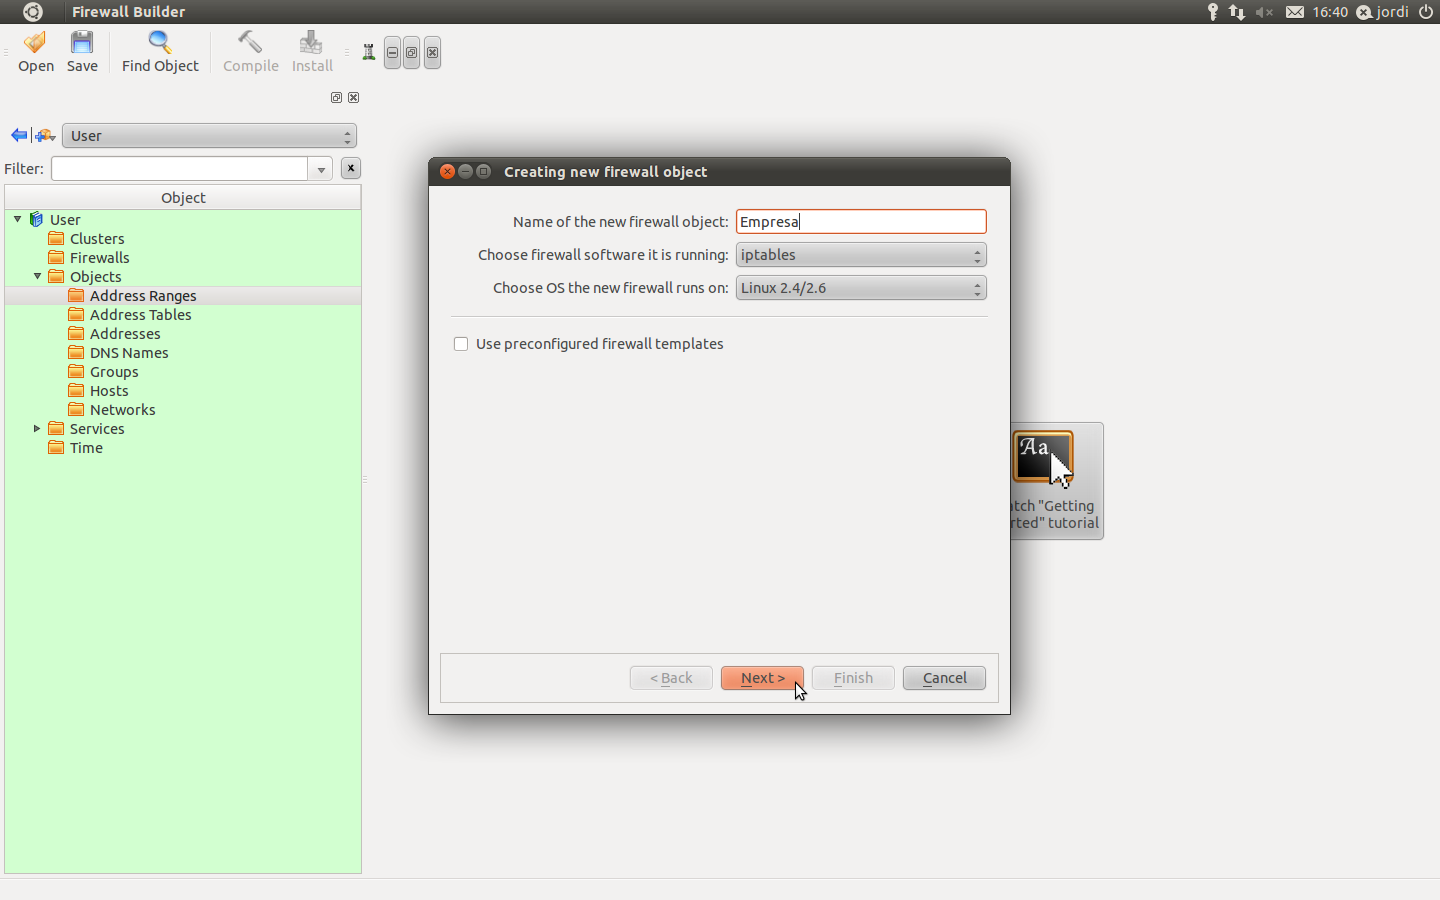 Firewall Builder
16:40
jordi
Open
Save
Find Object
Compile
Install
User
Filter:
x
Object
User
Clusters
Firewalls
Objects
Address Ranges
Address Tables
Addresses
DNS Names
Groups
Hosts
Networks
Services
Time
Creating new firewall object
Name of the new firewall object: Empresa
Choose firewall software it is running: iptables
Choose OS the new firewall runs on: Linux 2.4/2.6
Use preconfigured firewall templates
< Back
Next >
Finish
Cancel
Aa
"Getting
tutorial